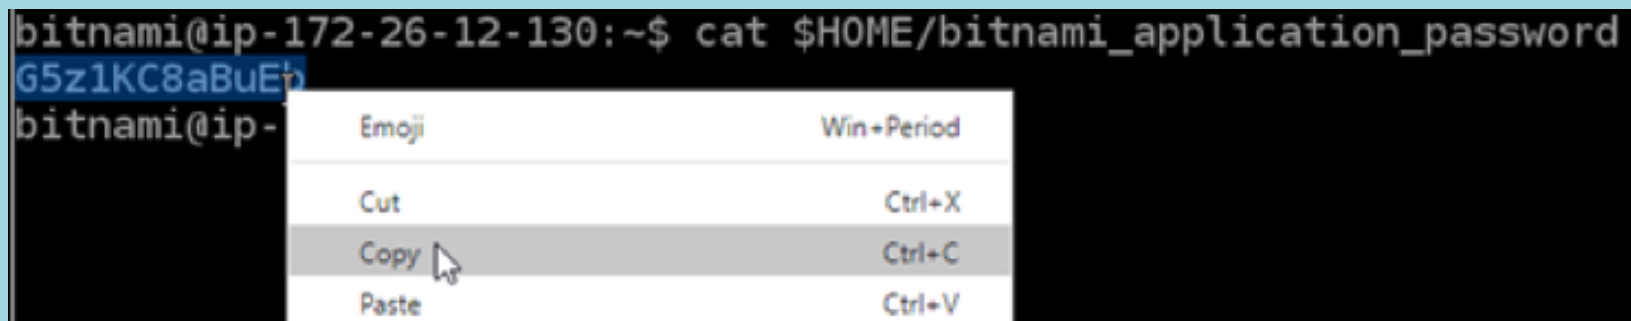 bitnami@ip-172-26-12-130:~$ cat $HOME/bitnami_application_password
G5z1KC8aBuEb
bitnami@ip-
Emoji Win+Period
Cut Ctrl+X
Copy Ctrl+C
Paste Ctrl+V